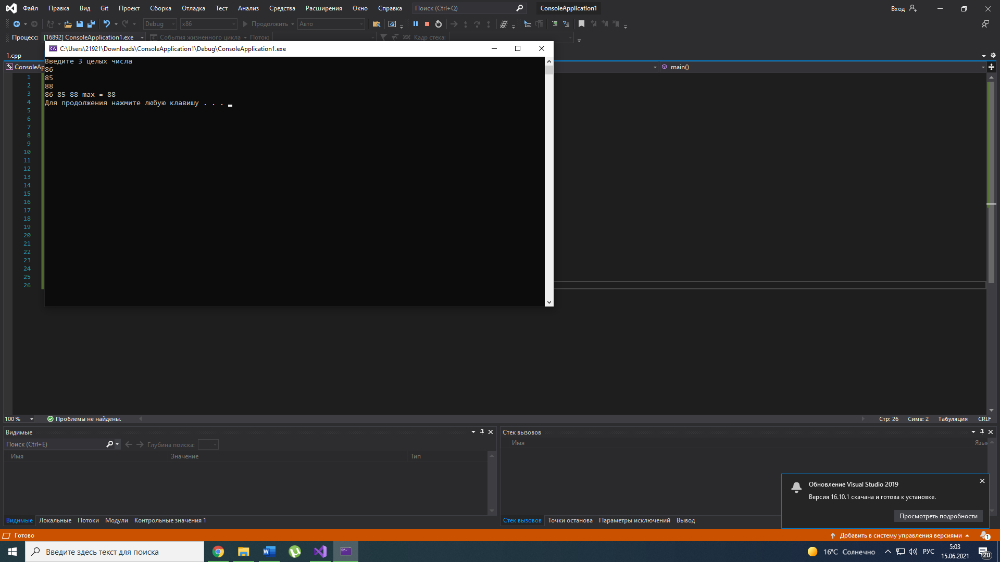 Файл Правка Вид Git Проект Сборка Отладка Тест Анализ Средства Расширения Окно Справка Поиск (Ctrl+Q) ConsoleApplication1 Вход
Debug x86 Продолжить Авто
Процесс: [16892] ConsoleApplication1.exe События жизненного цикла Поток: Кадр стека:
C:\Users\21921\Downloads\ConsoleApplication1\Debug\ConsoleApplication1.exe
1.cpp
ConsoleAp main()
Введите 3 целых числа
86
85
88
86 85 88 max = 88
Для продолжения нажмите любую клавишу . . .
1
2
3
4
5
6
7
8
9
10
11
12
13
14
15
16
17
18
19
20
21
22
23
24
25
26
100 % Проблемы не найдены. Стр: 26 Симв: 2 Табуляция CRLF
Видимые
Поиск (Ctrl+E) Глубина поиска:
Имя Значение Тип
Видимые Локальные Потоки Модули Контрольные значения 1
Стек вызовов
Имя Язык
Стек вызовов Точки останова Параметры исключений Вывод
Обновление Visual Studio 2019
Версия 16.10.1 скачана и готова к установке.
Просмотреть подробности
Готово Добавить в систему управления версиями 1
Введите здесь текст для поиска
16°C Солнечно РУС 5:03
15.06.2021
20